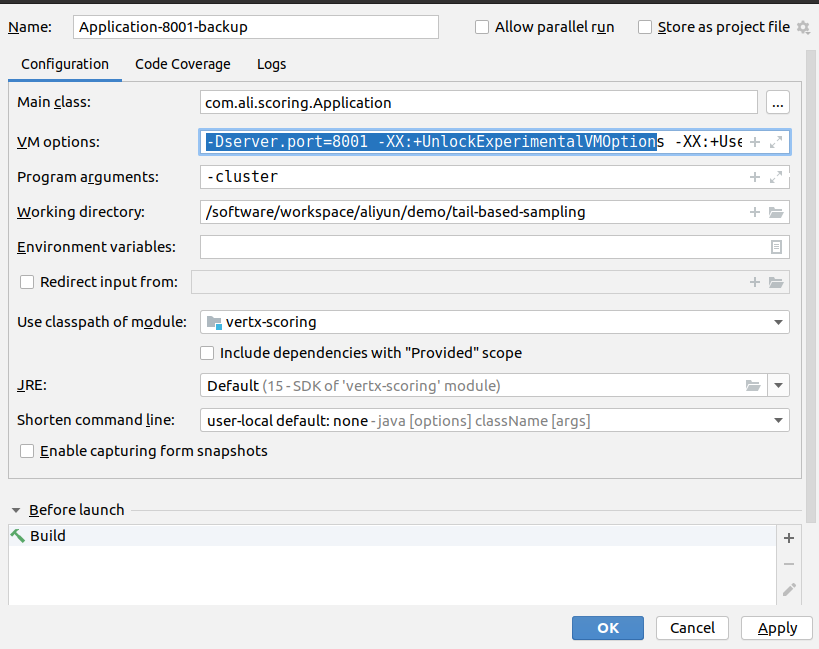 Name: Application-8001-backup Allow parallel run Store as project file
Configuration Code Coverage Logs
Main class: com.ali.scoring.Application ...
VM options: -Dserver.port=8001 -XX:+UnlockExperimentalVMOptions -XX:+Use
Program arguments: -cluster
Working directory: /software/workspace/aliyun/demo/tail-based-sampling
Environment variables:
Redirect input from:
Use classpath of module: vertx-scoring
Include dependencies with "Provided" scope
JRE: Default (15 - SDK of 'vertx-scoring' module)
Shorten command line: user-local default: none - java [options] className [args]
Enable capturing form snapshots
Before launch
Build
OK Cancel Apply